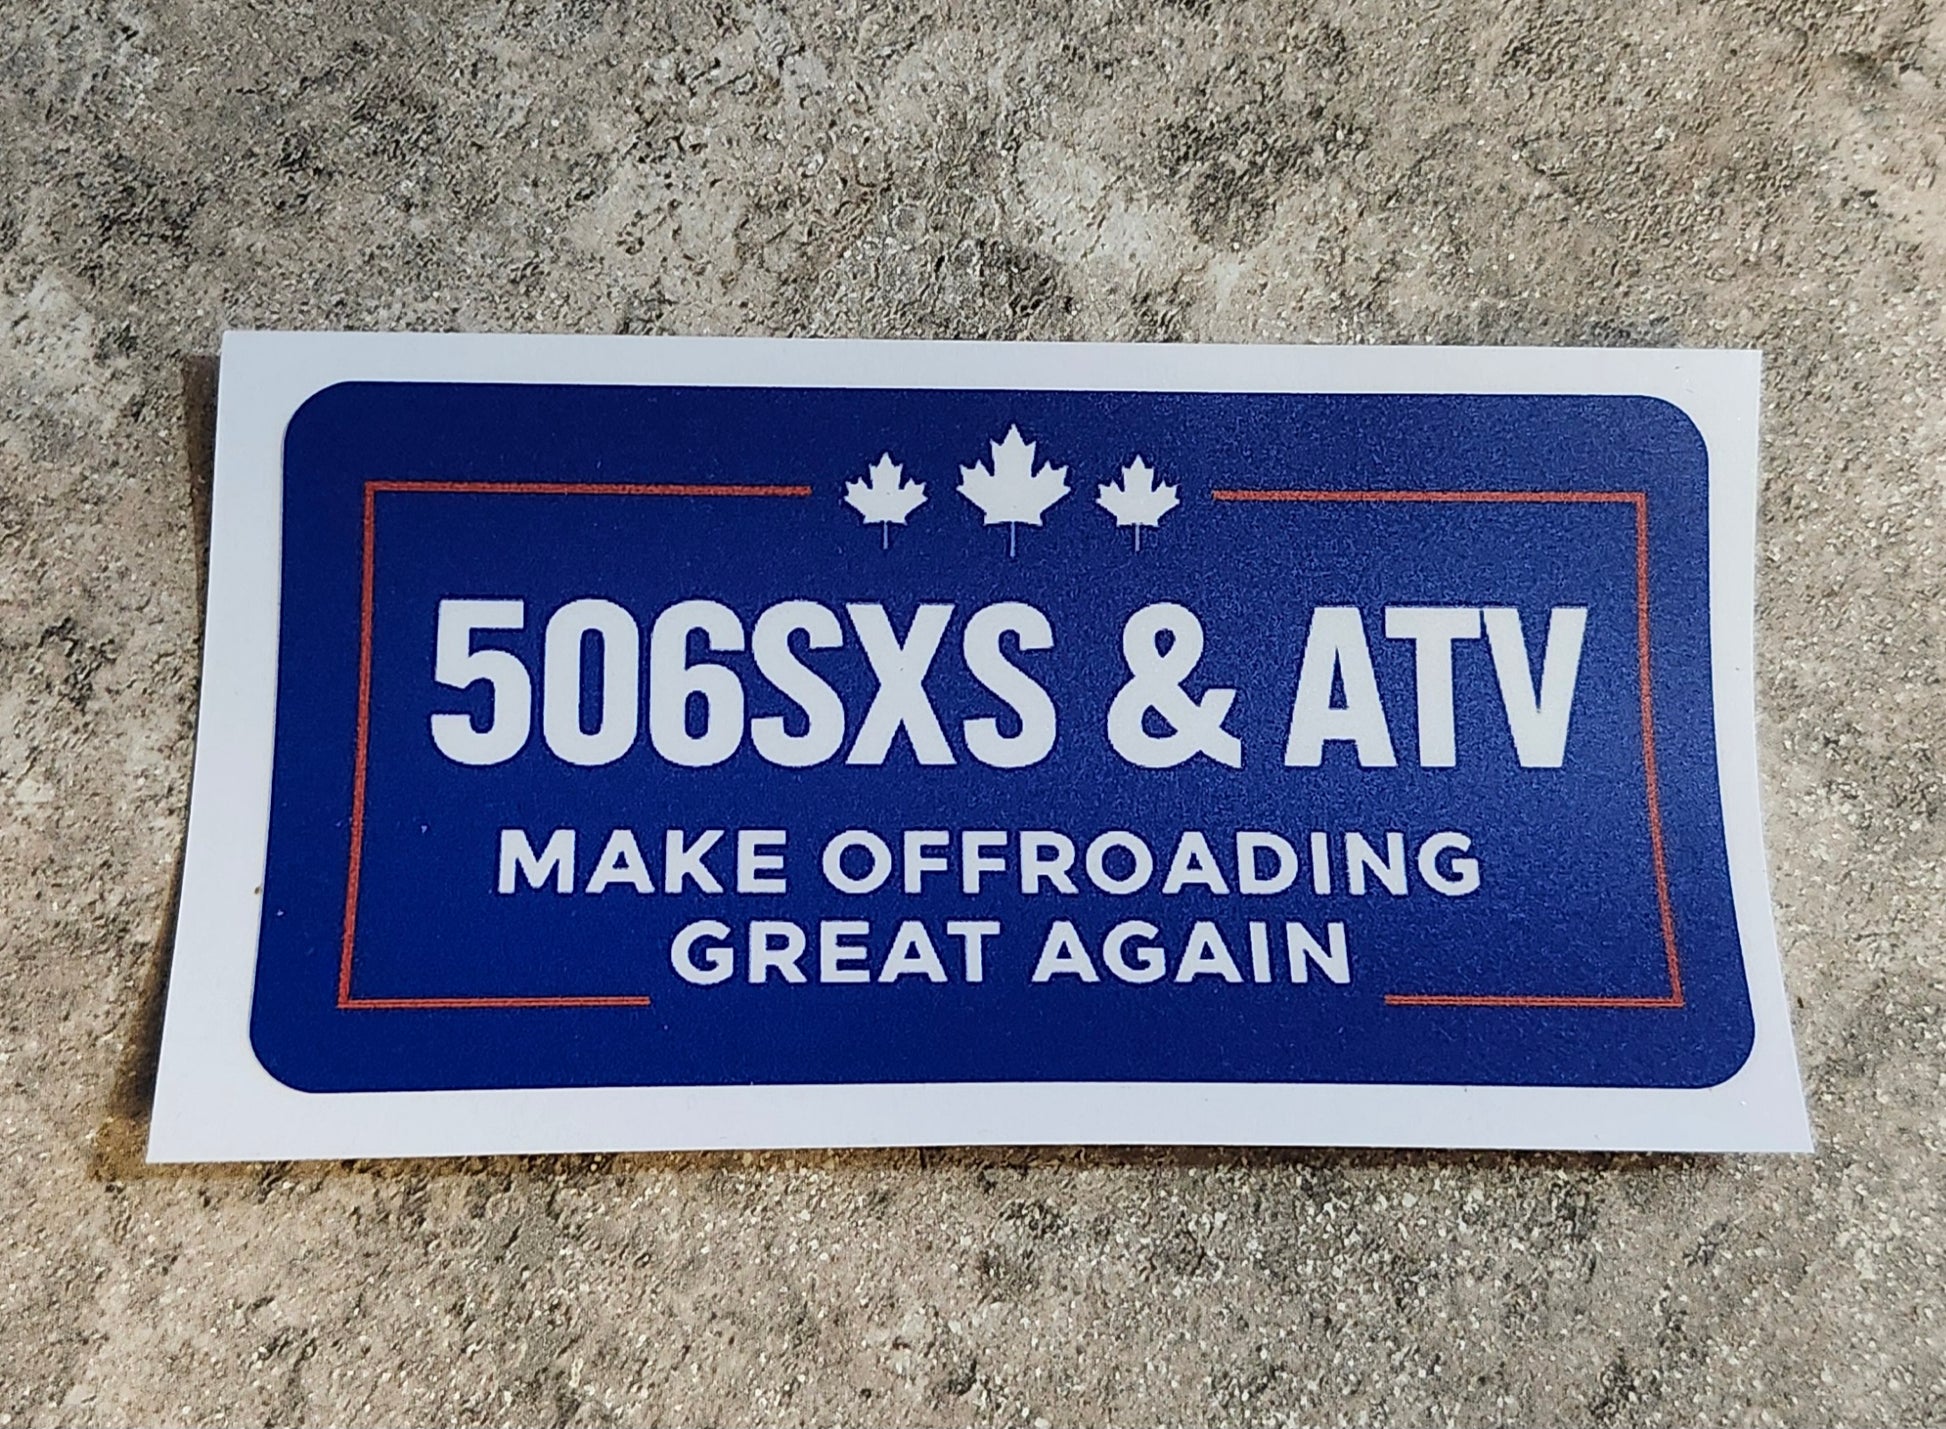 506SXS & ATV
MAKE OFFROADING
GREAT AGAIN